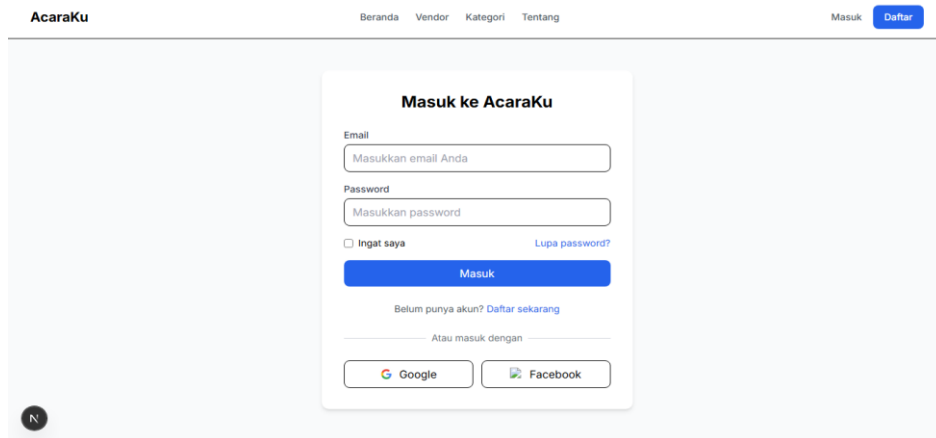 AcaraKu Beranda Vendor Kategori Tentang Masuk Daftar
Masuk ke AcaraKu
Email
Masukkan email Anda
Password
Masukkan password
Ingat saya Lupa password?
Masuk
Belum punya akun? Daftar sekarang
Atau masuk dengan
Google Facebook
N